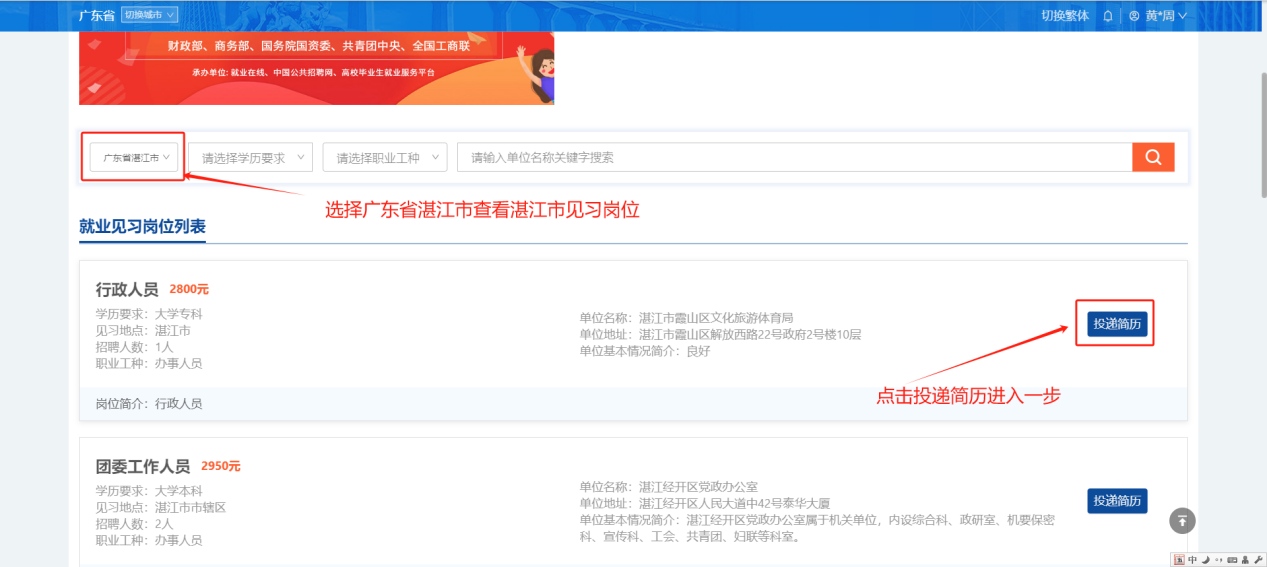 广东省 切换城市
切换繁体 黄*周
财政部、商务部、国务院国资委、共青团中央、全国工商联
承办单位: 就业在线、中国公共招聘网、高校毕业生就业服务平台
广东省湛江市 请选择学历要求 请选择职业工种 请输入单位名称关键字搜索
选择广东省湛江市查看湛江市见习岗位
就业见习岗位列表
行政人员 2800元
学历要求：大学专科
见习地点：湛江市
招聘人数：1人
职业工种：办事人员
单位名称：湛江市霞山区文化旅游体育局
单位地址：湛江市霞山区解放西路22号政府2号楼10层
单位基本情况简介：良好
投递简历
点击投递简历进入一步
岗位简介：行政人员
团委工作人员 2950元
学历要求：大学本科
见习地点：湛江市市辖区
招聘人数：2人
职业工种：办事人员
单位名称：湛江经开区党政办公室
单位地址：湛江经开区人民大道中42号泰华大厦
单位基本情况简介：湛江经开区党政办公室属于机关单位，内设综合科、政研室、机要保密
科、宣传科、工会、共青团、妇联等科室。
投递简历
中